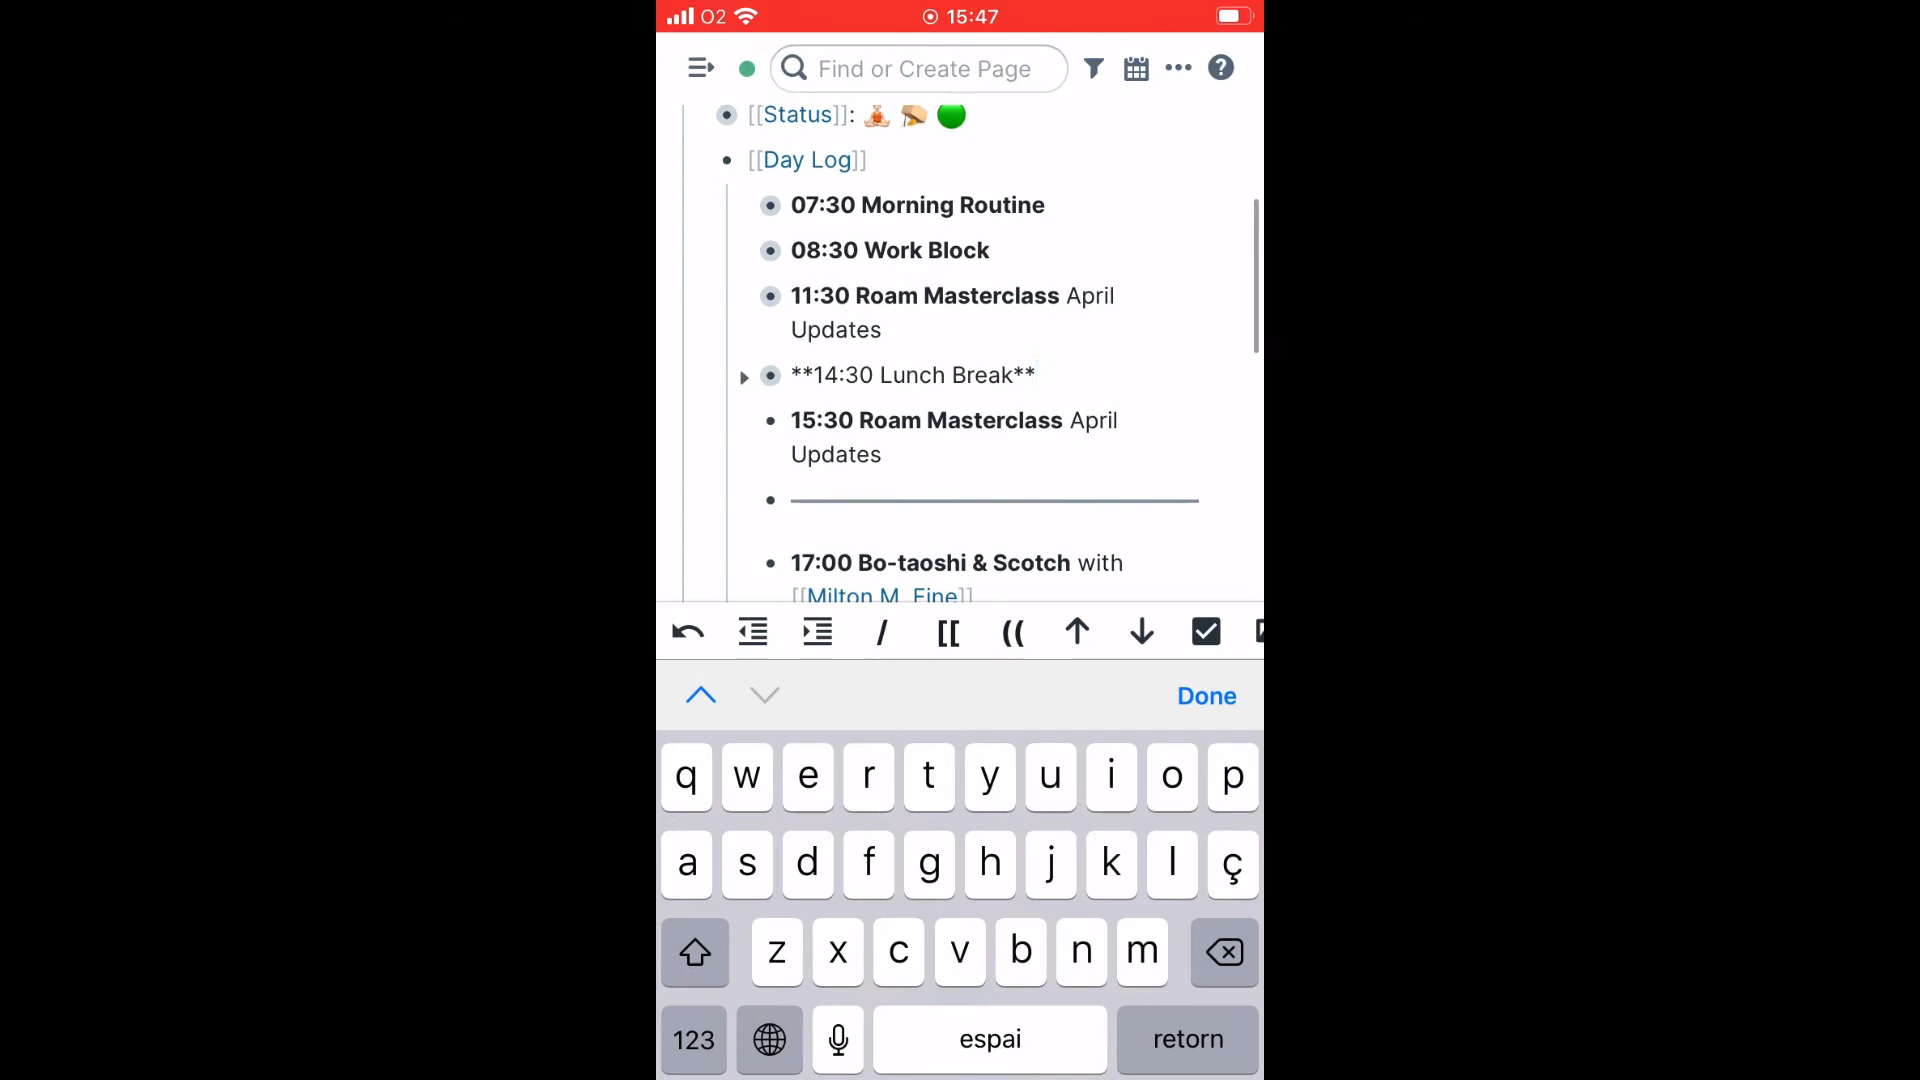 O2 15:47
Find or Create Page
[[Status]]:
[[Day Log]]
07:30 Morning Routine
08:30 Work Block
11:30 Roam Masterclass April
Updates
**14:30 Lunch Break**
15:30 Roam Masterclass April
Updates
17:00 Bo-taoshi & Scotch with
[[Milton M. Fine]]
/ [[ ((
Done
q w e r t y u i o p
a s d f g h j k l ç
z x c v b n m
123 espai retorn